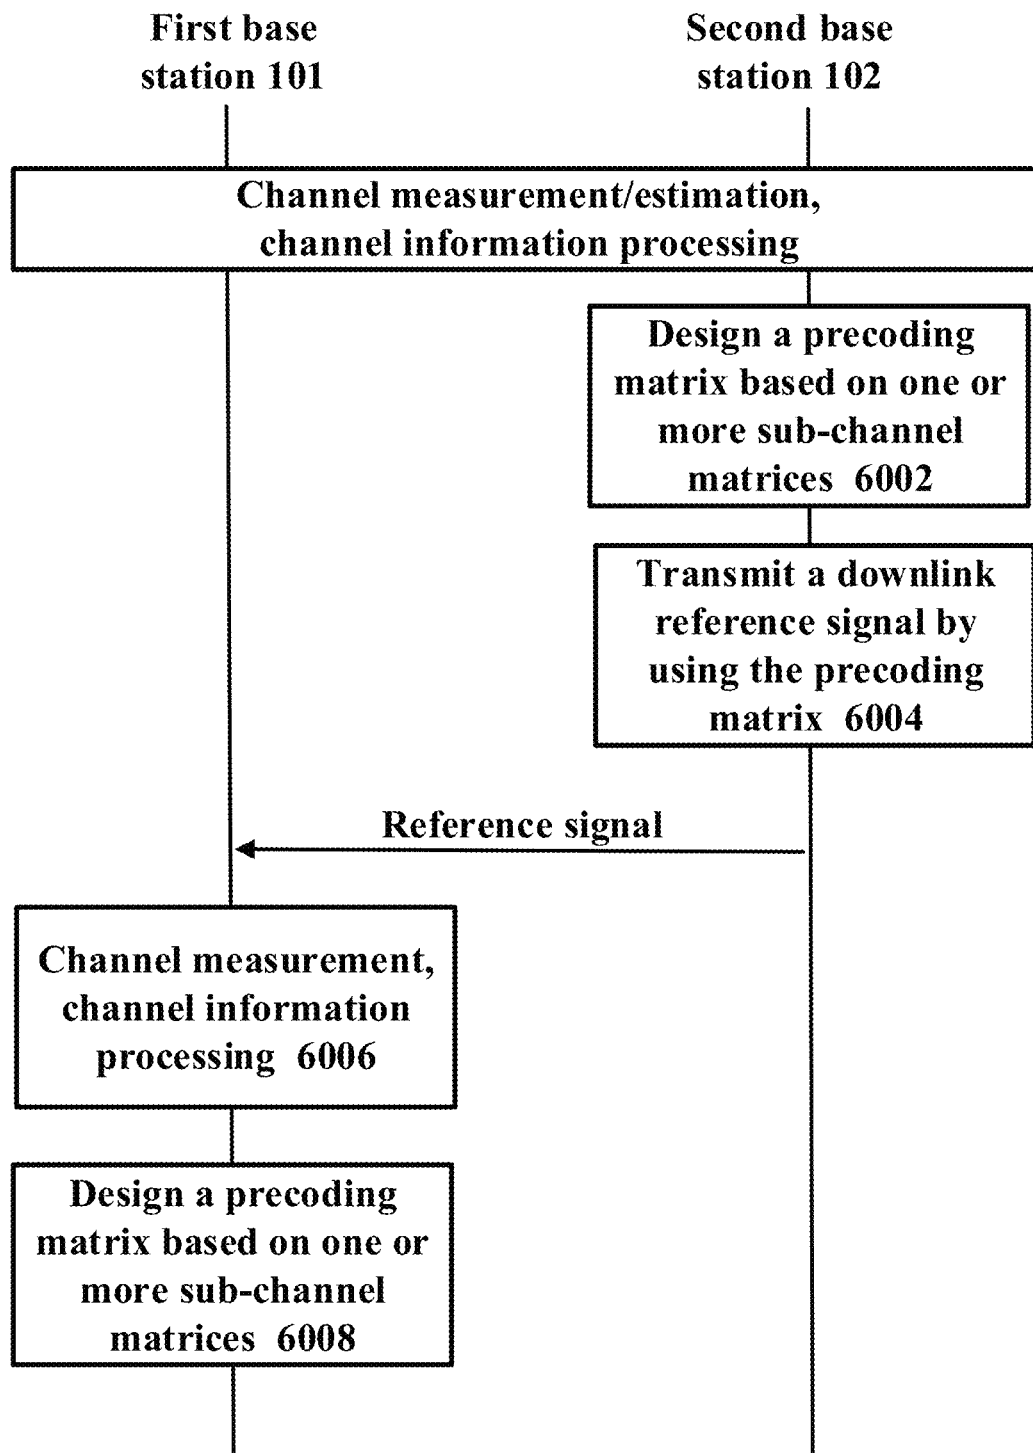 First base
station 101
Second base
station 102
Channel measurement/estimation,
channel information processing
Design a precoding
matrix based on one or
more sub-channel
matrices 6002
Transmit a downlink
reference signal by
using the precoding
matrix 6004
Reference signal
Channel measurement,
channel information
processing 6006
Design a precoding
matrix based on one or
more sub-channel
matrices 6008